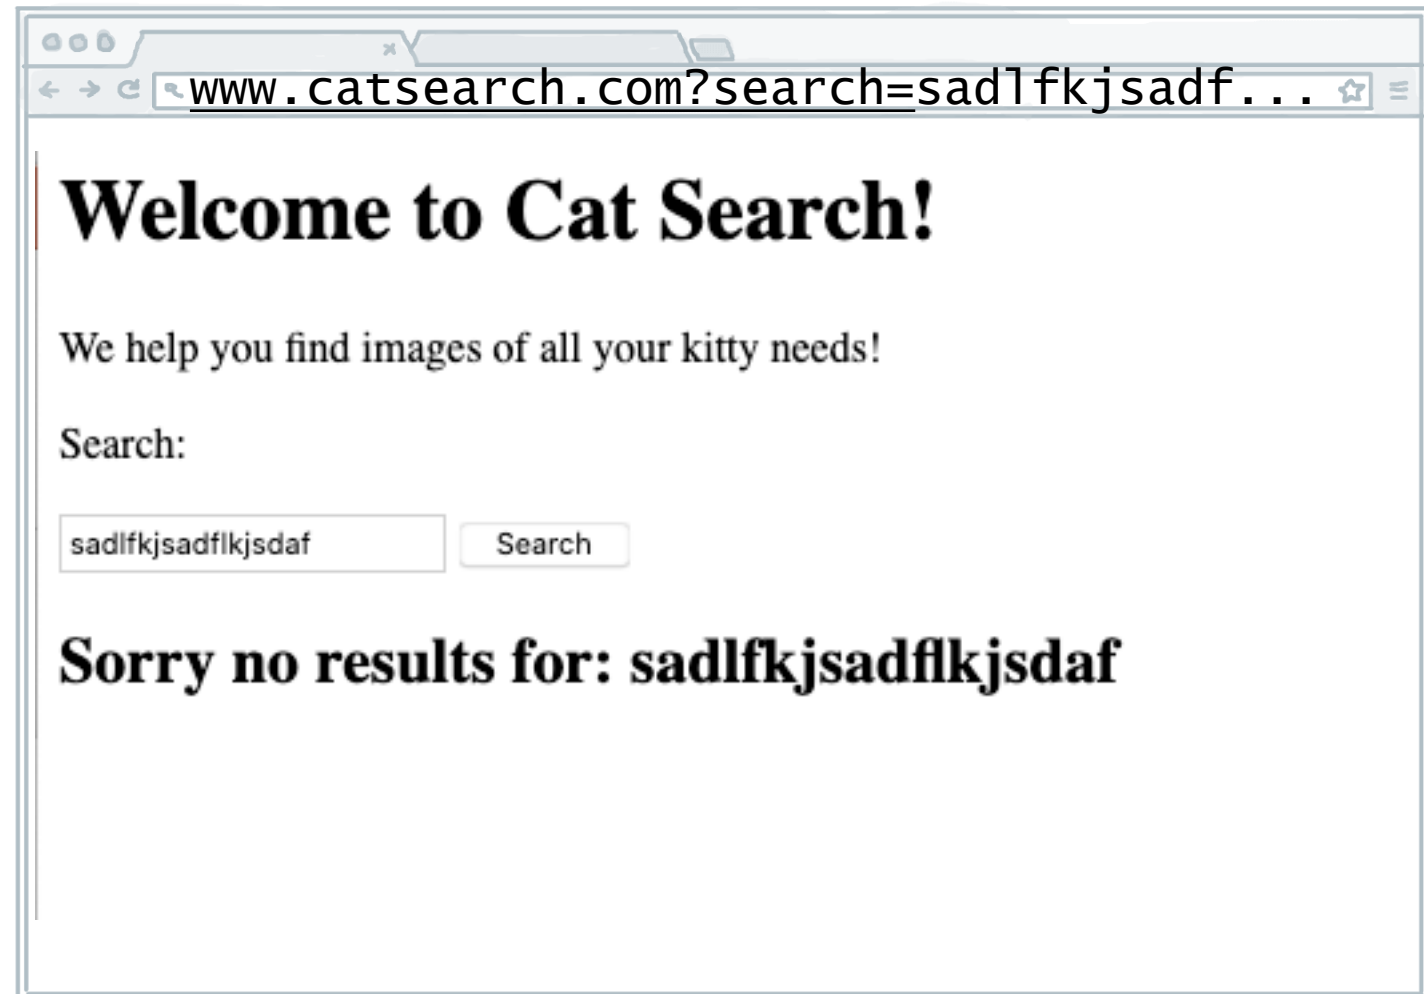 www.catsearch.com?search=sadlfkjsadf...
Welcome to Cat Search!
We help you find images of all your kitty needs!
Search:
sadlfkjsadflkjsdaf Search
Sorry no results for: sadlfkjsadflkjsdaf